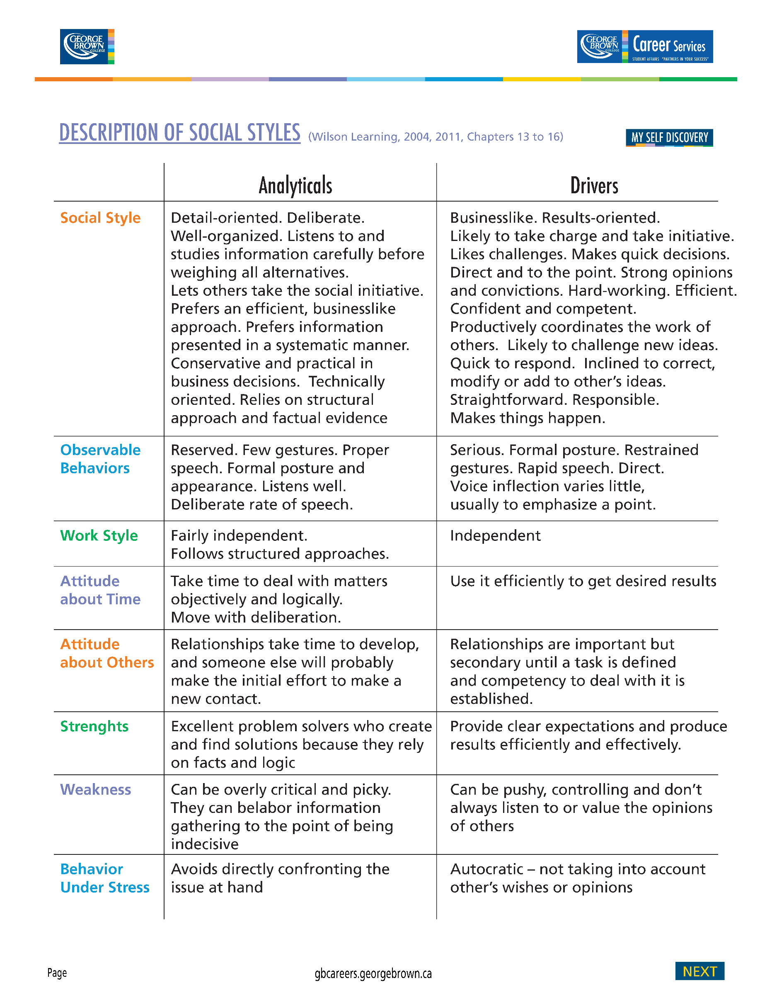 GEORGE
BROWN
COLLEGE
GEORGE
BROWN
COLLEGE
Career Services
STUDENT AFFAIRS "PARTNERS IN YOUR SUCCESS"
DESCRIPTION OF SOCIAL STYLES (Wilson Learning, 2004, 2011, Chapters 13 to 16)
MY SELF DISCOVERY
Analyticals
Drivers
Social Style
Detail-oriented. Deliberate.
Well-organized. Listens to and
studies information carefully before
weighing all alternatives.
Lets others take the social initiative.
Prefers an efficient, businesslike
approach. Prefers information
presented in a systematic manner.
Conservative and practical in
business decisions.  Technically
oriented. Relies on structural
approach and factual evidence
Businesslike. Results-oriented.
Likely to take charge and take initiative.
Likes challenges. Makes quick decisions.
Direct and to the point. Strong opinions
and convictions. Hard-working. Efficient.
Confident and competent.
Productively coordinates the work of
others.  Likely to challenge new ideas.
Quick to respond.  Inclined to correct,
modify or add to other’s ideas.
Straightforward. Responsible.
Makes things happen.
Observable
Behaviors
Reserved. Few gestures. Proper
speech. Formal posture and
appearance. Listens well.
Deliberate rate of speech.
Serious. Formal posture. Restrained
gestures. Rapid speech. Direct.
Voice inflection varies little,
usually to emphasize a point.
Work Style
Fairly independent.
Follows structured approaches.
Independent
Attitude
about Time
Take time to deal with matters
objectively and logically.
Move with deliberation.
Use it efficiently to get desired results
Attitude
about Others
Relationships take time to develop,
and someone else will probably
make the initial effort to make a
new contact.
Relationships are important but
secondary until a task is defined
and competency to deal with it is
established.
Strenghts
Excellent problem solvers who create
and find solutions because they rely
on facts and logic
Provide clear expectations and produce
results efficiently and effectively.
Weakness
Can be overly critical and picky.
They can belabor information
gathering to the point of being
indecisive
Can be pushy, controlling and don’t
always listen to or value the opinions
of others
Behavior
Under Stress
Avoids directly confronting the
issue at hand
Autocratic – not taking into account
other’s wishes or opinions
Page
gbcareers.georgebrown.ca
NEXT